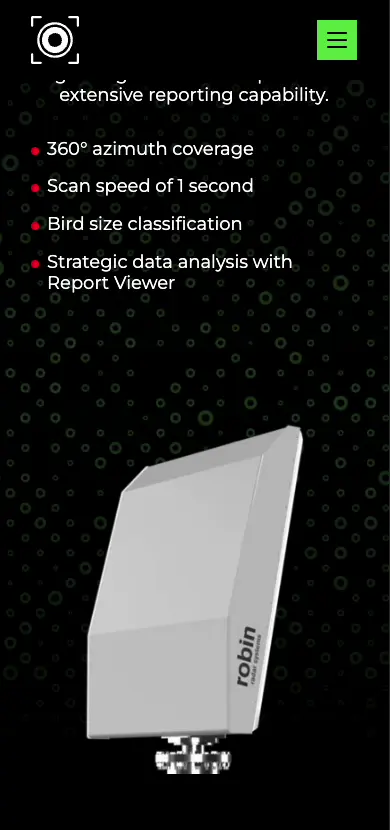 extensive reporting capability.
360° azimuth coverage
Scan speed of 1 second
Bird size classification
Strategic data analysis with
Report Viewer
robin
radar systems